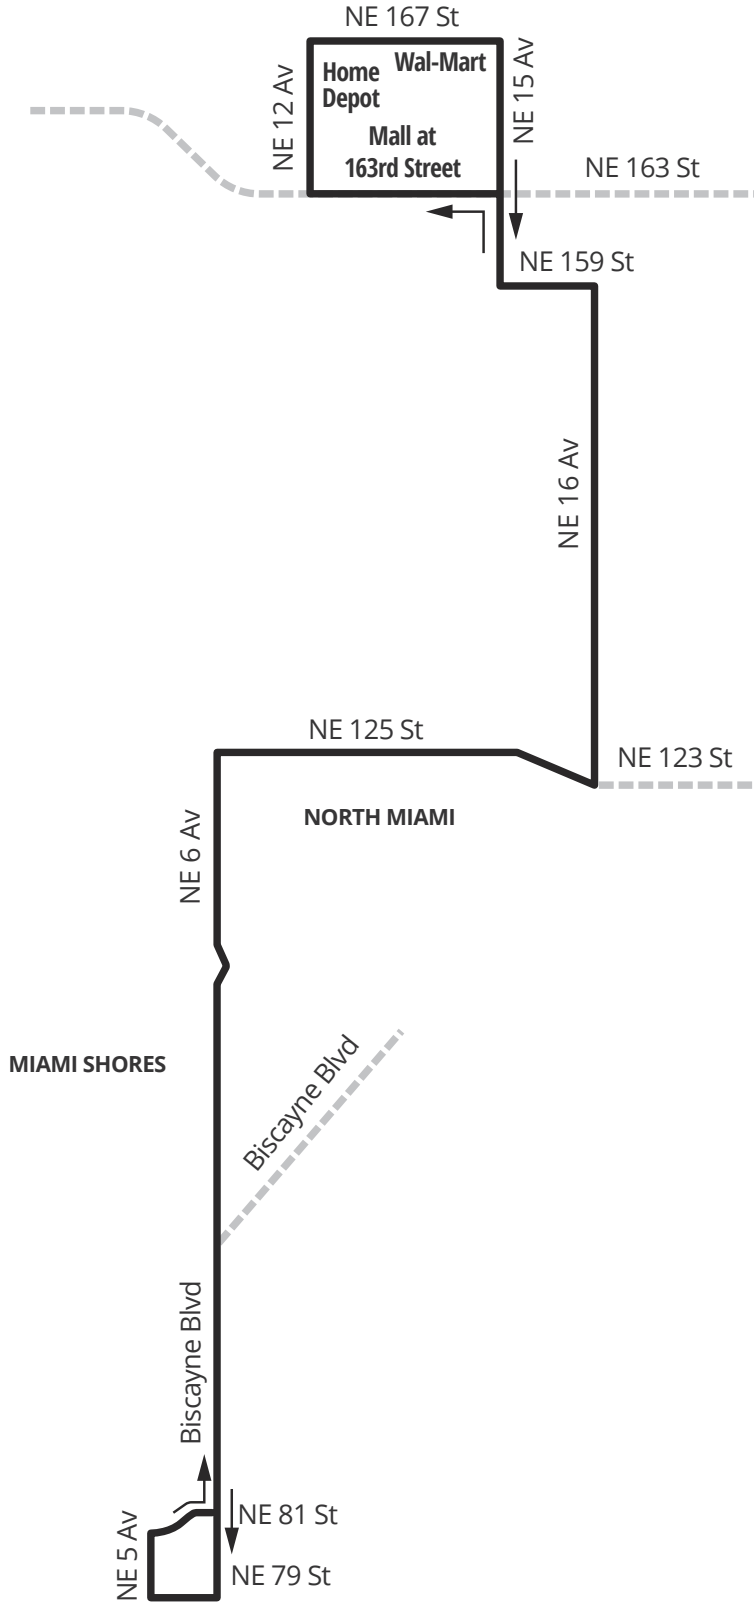 NE 167 St
NE 12 Av
Home
Depot
Wal-Mart
Mall at
163rd Street
NE 15 Av
NE 163 St
NE 159 St
NE 16 Av
NE 125 St
NE 123 St
NORTH MIAMI
NE 6 Av
MIAMI SHORES
Biscayne Blvd
Biscayne Blvd
NE 81 St
NE 5 Av
NE 79 St